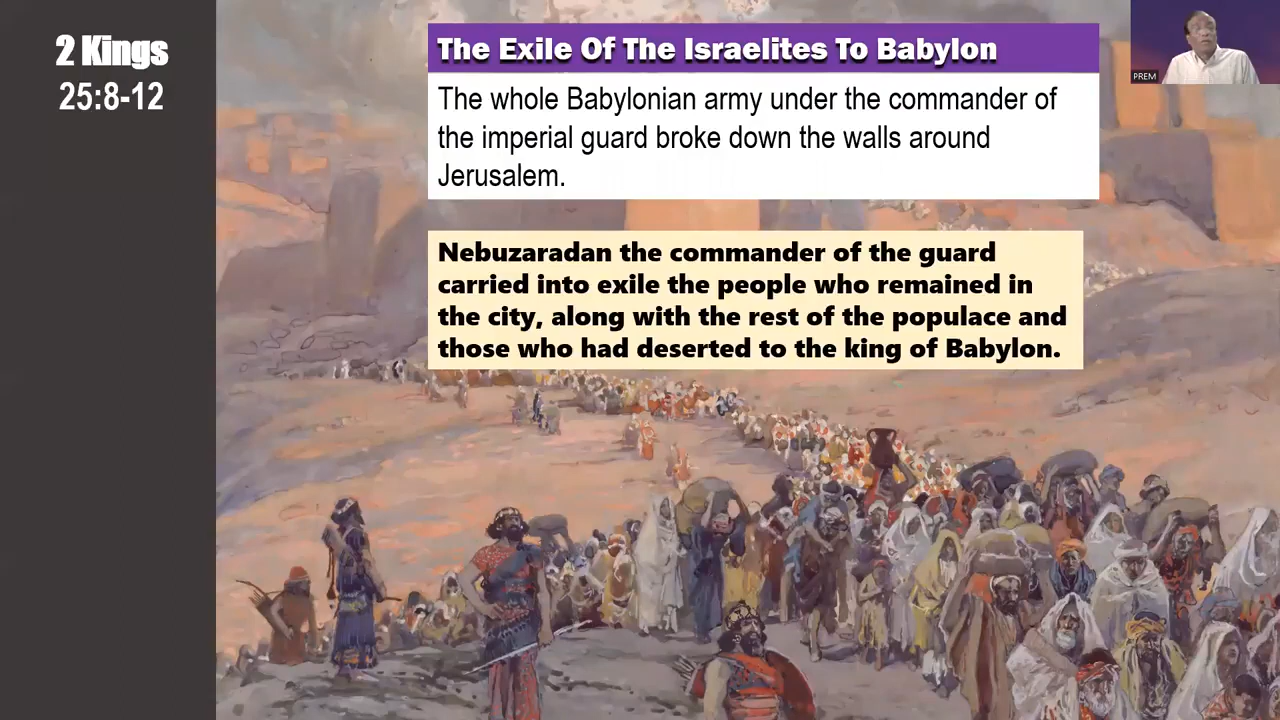 2 Kings
25:8-12
The Exile Of The Israelites To Babylon
The whole Babylonian army under the commander of
the imperial guard broke down the walls around
Jerusalem.
Nebuzaradan the commander of the guard
carried into exile the people who remained in
the city, along with the rest of the populace and
those who had deserted to the king of Babylon.
PREM